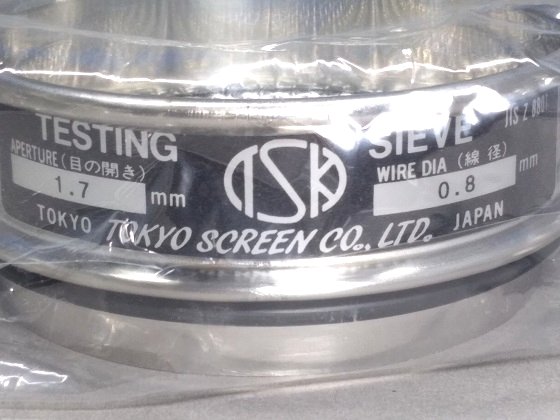 TESTING SIEVE
JIS Z 880
APERTURE (目の開き)
1.7 mm
TSK
WIRE DIA (線径)
0.8 mm
TOKYO TOKYO SCREEN CO., LTD. JAPAN